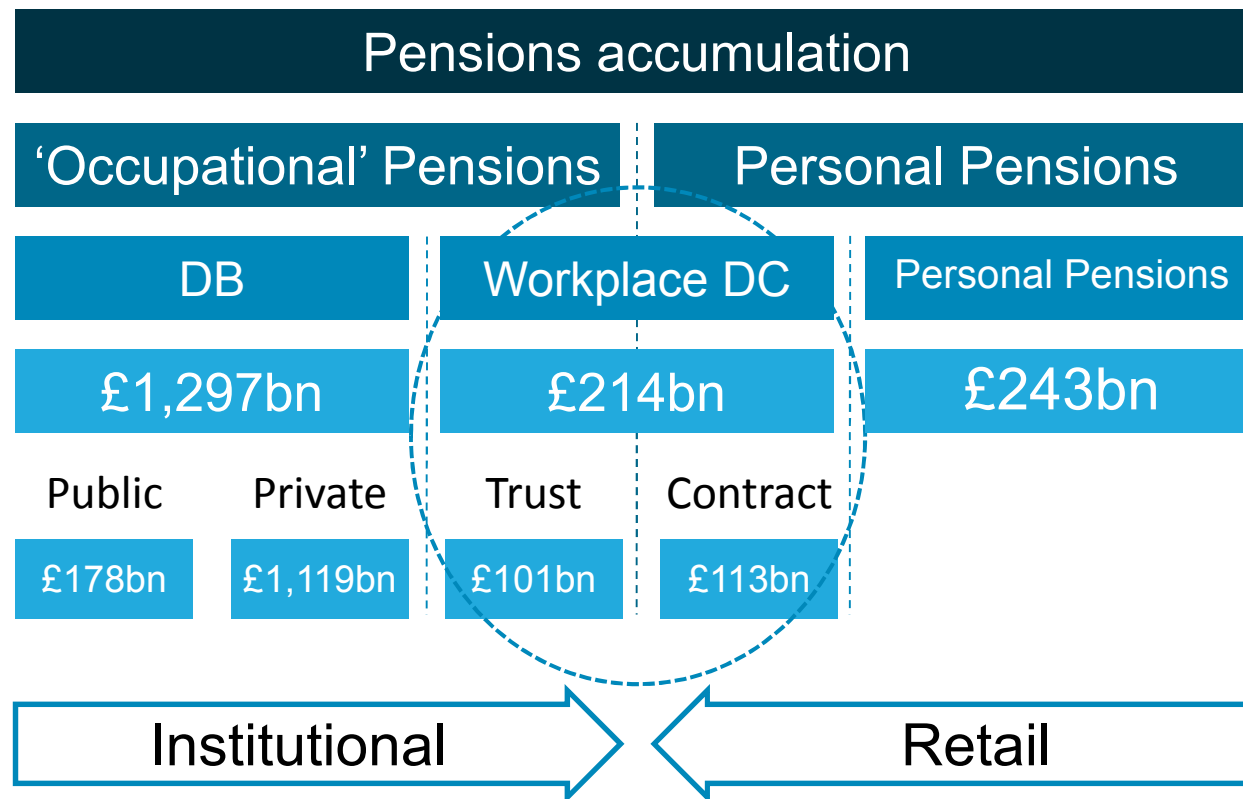 Pensions accumulation
‘Occupational’ Pensions
Personal Pensions
DB
Workplace DC
Personal Pensions
£1,297bn
£214bn
£243bn
Public
Private
Trust
Contract
£178bn
£1,119bn
£101bn
£113bn
Institutional
Retail